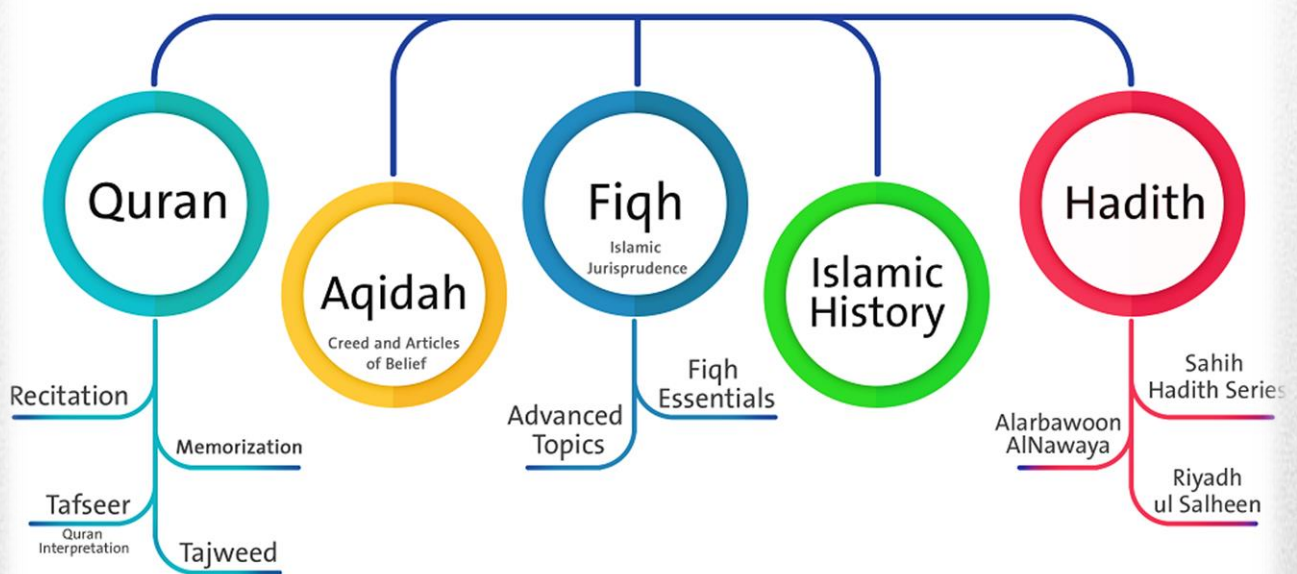 Quran
Recitation
Memorization
Tafseer
Quran
Interpretation
Tajweed
Aqidah
Creed and Articles
of Belief
Fiqh
Islamic
Jurisprudence
Fiqh
Essentials
Advanced
Topics
Islamic
History
Hadith
Sahih
Hadith Series
Alarbawoon
AlNawaya
Riyadh
ul Salheen